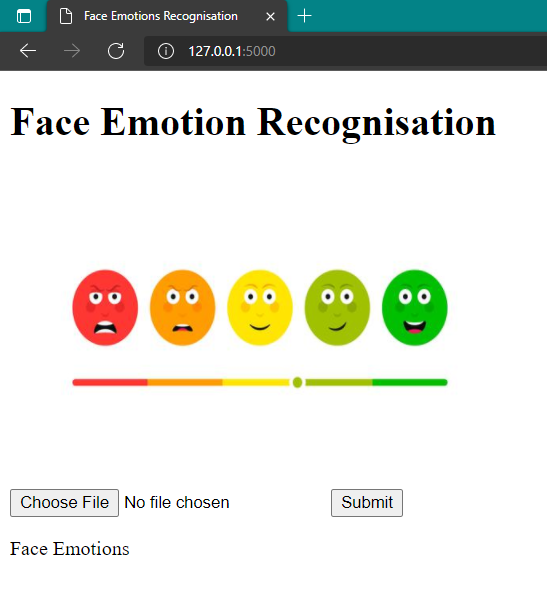 Face Emotions Recognisation
127.0.0.1:5000
Face Emotion Recognisation
Choose File No file chosen Submit
Face Emotions